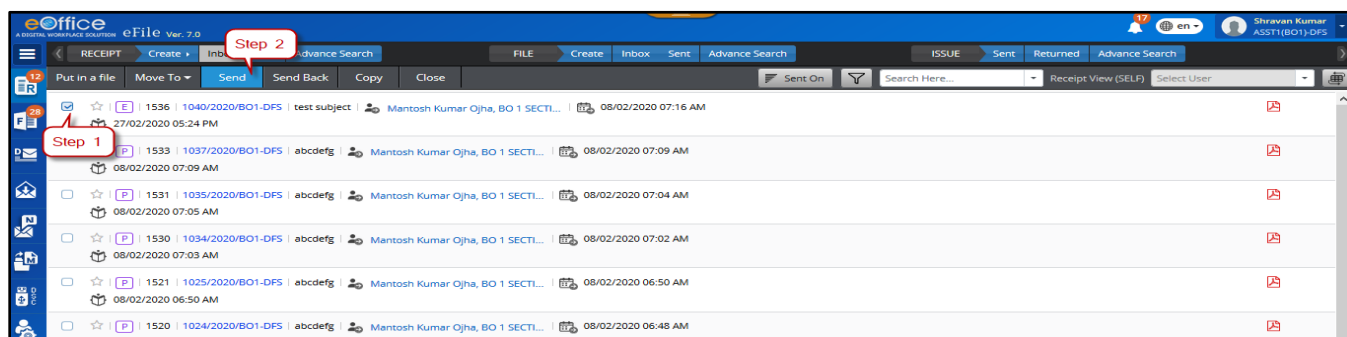 eOffice
A DIGITAL WORKPLACE SOLUTION eFile Ver. 7.0
17 en Shravan Kumar
ASST1(BO1)-DFS
RECEIPT Create Inb Advance Search FILE Create Inbox Sent Advance Search ISSUE Sent Returned Advance Search
Step 2
12 R Put in a file Move To Send Send Back Copy Close Sent On Search Here... Receipt View (SELF) Select User
E 1536 1040/2020/BO1-DFS test subject Mantosh Kumar Ojha, BO 1 SECTI... 08/02/2020 07:16 AM
28 F 27/02/2020 05:24 PM
Step 1
P 1533 1037/2020/BO1-DFS abcdefg Mantosh Kumar Ojha, BO 1 SECTI... 08/02/2020 07:09 AM
D 08/02/2020 07:09 AM
P 1531 1035/2020/BO1-DFS abcdefg Mantosh Kumar Ojha, BO 1 SECTI... 08/02/2020 07:04 AM
08/02/2020 07:05 AM
N
P 1530 1034/2020/BO1-DFS abcdefg Mantosh Kumar Ojha, BO 1 SECTI... 08/02/2020 07:02 AM
M 08/02/2020 07:03 AM
P 1521 1025/2020/BO1-DFS abcdefg Mantosh Kumar Ojha, BO 1 SECTI... 08/02/2020 06:50 AM
DSC 08/02/2020 06:50 AM
P 1520 1024/2020/BO1-DFS abcdefg Mantosh Kumar Ojha, BO 1 SECTI... 08/02/2020 06:48 AM